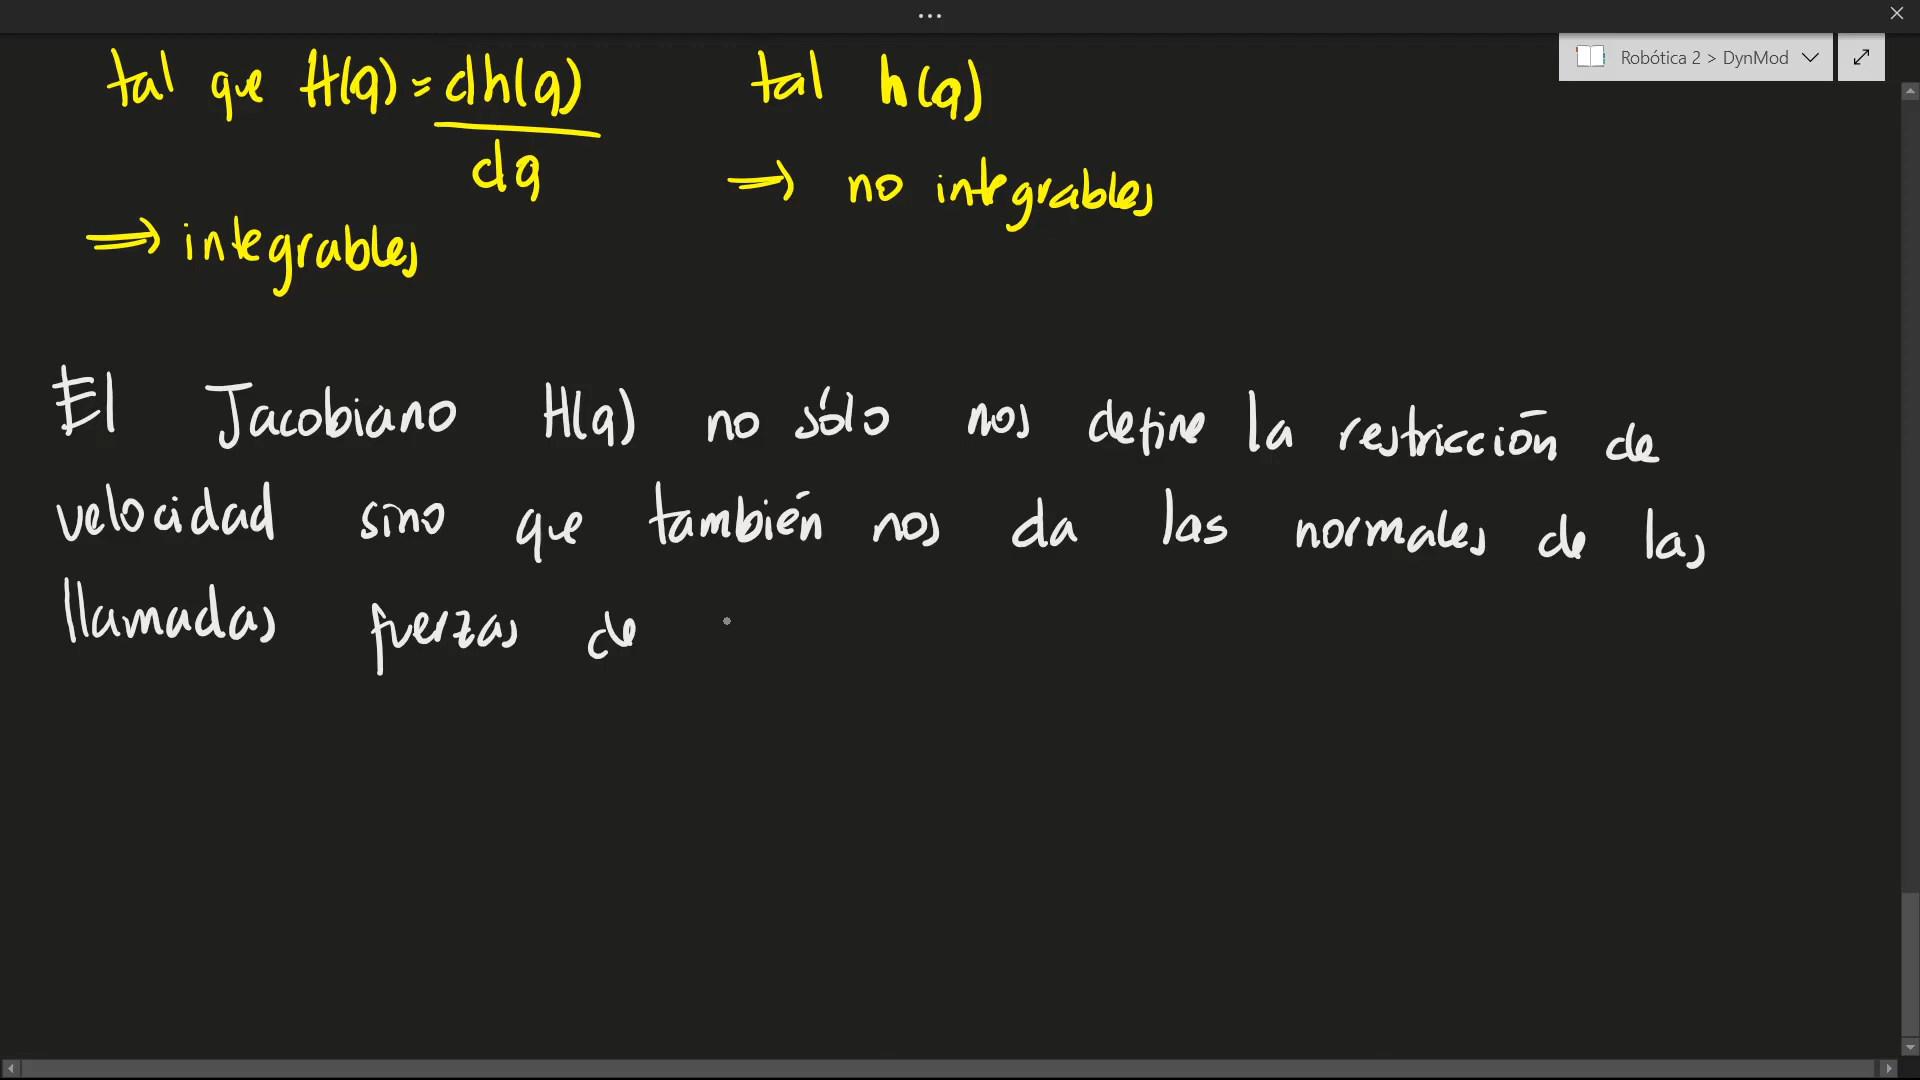 Robótica 2 > DynMod
tal que H(q) = dh(q)
dq
⇒ integrables
tal h(q)
⇒ no integrables
El Jacobiano H(q) no sólo nos define la restricción de
velocidad sino que también nos da las normales de las
llamadas fuerzas de